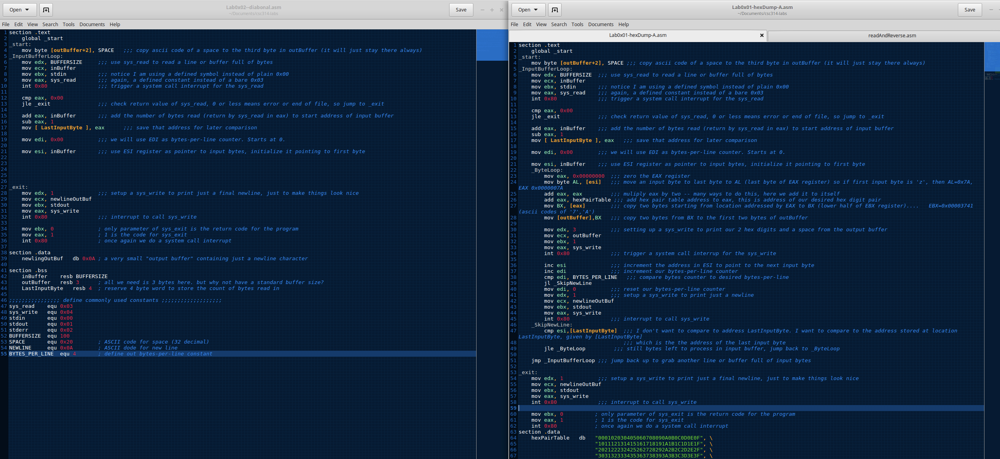 Open
Lab0x02--diabonal.asm
~/Documents/csc314-labs
Save
File Edit View Search Tools Documents Help
1 section .text
2     global _start
3 _start:
4     mov byte [outBuffer+2], SPACE   ;;; copy ascii code of a space to the third byte in outBuffer (it will just stay there always)
5 _InputBufferLoop:
6     mov edx, BUFFERSIZE     ;;; use sys_read to read a line or buffer full of bytes
7     mov ecx, inBuffer
8     mov ebx, stdin          ;;; notice I am using a defined symbol instead of plain 0x00
9     mov eax, sys_read       ;;; again, a defined constant instead of a bare 0x03
10     int 0x80                ;;; trigger a system call interrupt for the sys_read
11
12     cmp eax, 0x00
13     jle _exit               ;;; check return value of sys_read, 0 or less means error or end of file, so jump to _exit
14
15     add eax, inBuffer       ;;; add the number of bytes read (return by sys_read in eax) to start address of input buffer
16     sub eax, 1
17     mov [ LastInputByte ], eax      ;;; save that address for later comparison
18
19     mov edi, 0x00           ;;; we will use EDI as bytes-per-line counter. Starts at 0.
20
21     mov esi, inBuffer       ;;; use ESI register as pointer to input bytes, initialize it pointing to first byte
22
23
24
25
26
27 _exit:
28     mov edx, 1              ;;; setup a sys_write to print just a final newline, just to make things look nice
29     mov ecx, newlineOutBuf
30     mov ebx, stdout
31     mov eax, sys_write
32     int 0x80                ;;; interrupt to call sys_write
33
34     mov ebx, 0              ; only parameter of sys_exit is the return code for the program
35     mov eax, 1              ; 1 is the code for sys_exit
36     int 0x80                ; once again we do a system call interrupt
37
38 section .data
39     newlingOutBuf   db 0x0A ; a very small "output buffer" containing just a newline character
40
41 section .bss
42     inBuffer    resb BUFFERSIZE
43     outBuffer   resb 3      ; all we need is 3 bytes here. but why not have a standard buffer size?
44     LastInputByte   resb 4  ; reserve 4 byte word to store the count of bytes read in
45
46 ;;;;;;;;;;;;;;;; define commonly used constants ;;;;;;;;;;;;;;;;;;;
47 sys_read    equ 0x03
48 sys_write   equ 0x04
49 stdin       equ 0x00
50 stdout      equ 0x01
51 stderr      equ 0x02
52 BUFFERSIZE  equ 100
53 SPACE       equ 0x20        ; ASCII code for space (32 decimal)
54 NEWLINE     equ 0x0A        ; ASCII dode for new line
55 BYTES_PER_LINE  equ 4       ; define out bytes-per-line constant
Open
Lab0x01-hexDump-A.asm
~/Documents/csc314-labs
Save
File Edit View Search Tools Documents Help
Lab0x01-hexDump-A.asm
readAndReverse.asm
1 section .text
2     global _start
3 _start:
4     mov byte [outBuffer+2], SPACE ;;; copy ascii code of a space to the third byte in outBuffer (it will just stay there always)
5 _InputBufferLoop:
6     mov edx, BUFFERSIZE  ;;; use sys_read to read a line or buffer full of bytes
7     mov ecx, inBuffer
8     mov ebx, stdin       ;;; notice I am using a defined symbol instead of plain 0x00
9     mov eax, sys_read    ;;; again, a defined constant instead of a bare 0x03
10     int 0x80             ;;; trigger a system call interrupt for the sys_read
11
12     cmp eax, 0x00
13     jle _exit            ;;; check return value of sys_read, 0 or less means error or end of file, so jump to _exit
14
15     add eax, inBuffer    ;;; add the number of bytes read (return by sys_read in eax) to start address of input buffer
16     sub eax, 1
17     mov [ LastInputByte ], eax   ;;; save that address for later comparison
18
19     mov edi, 0x00        ;;; we will use EDI as bytes-per-line counter. Starts at 0.
20
21     mov esi, inBuffer    ;;; use ESI register as pointer to input bytes, initialize it pointing to first byte
22     _ByteLoop:
23         mov eax, 0x00000000  ;;; zero the EAX register
24         mov byte AL, [esi]   ;;; move an input byte to last byte to AL (last byte of EAX register) so if first input byte is 'z', then AL=0x7A,
EAX 0x0000007A
25         add eax, eax         ;;; muliply eax by two -- many ways to do this, here we add it to itself
26         add eax, hexPairTable ;;; add hex pair table address to eax, this is address of our desired hex digit pair
27         mov BX, [eax]        ;;; copy two bytes starting from location addressed by EAX to BX (lower half of EBX register)....   EBX=0x00003741
(ascii codes of '7','A')
28         mov [outBuffer],BX   ;;; copy two bytes from BX to the first two bytes of outBuffer
29
30         mov edx, 3           ;;; setting up a sys_write to print our 2 hex digits and a space from the output buffer
31         mov ecx, outBuffer
32         mov ebx, 1
33         mov eax, sys_write
34         int 0x80             ;;; trigger a system call interrup for the sys_write
35
36         inc esi              ;;; increment the address in ESI to point to the next input byte
37         inc edi              ;;; increment our bytes-per-line counter
38         cmp edi, BYTES_PER_LINE   ;;; compare bytes counter to desired bytes-per-line
39         jl _SkipNewLine
40         mov edi, 0           ;;; reset our bytes-per-line counter
41         mov edx, 1           ;;; setup a sys_write to print just a newline
42         mov ecx, newlineOutBuf
43         mov ebx, stdout
44         mov eax, sys_write
45         int 0x80             ;;; interrupt to call sys_write
46     _SkipNewLine:
47         cmp esi,[LastInputByte]  ;;; I don't want to compare to address LastInputByte. I want to compare to the address stored at location
LastInputByte, given by [LastInputByte]
48                                  ;;; which is the the address of the last input byte
49         jle _ByteLoop         ;;; still bytes left to process in input buffer, jump back to _ByteLoop
50
51     jmp _InputBufferLoop ;;; jump back up to grab another line or buffer full of input bytes
52
53 _exit:
54     mov edx, 1           ;;; setup a sys_write to print just a final newline, just to make things look nice
55     mov ecx, newlineOutBuf
56     mov ebx, stdout
57     mov eax, sys_write
58     int 0x80             ;;; interrupt to call sys_write
59
60     mov ebx, 0          ; only parameter of sys_exit is the return code for the program
61     mov eax, 1          ; 1 is the code for sys_exit
62     int 0x80            ; once again we do a system call interrupt
63 section .data
64     hexPairTable   db   "000102030405060708090A0B0C0D0E0F", \
65                         "101112131415161718191A1B1C1D1E1F", \
66                         "202122232425262728292A2B2C2D2E2F", \
67                         "303132333435363738393A3B3C3D3E3F", \